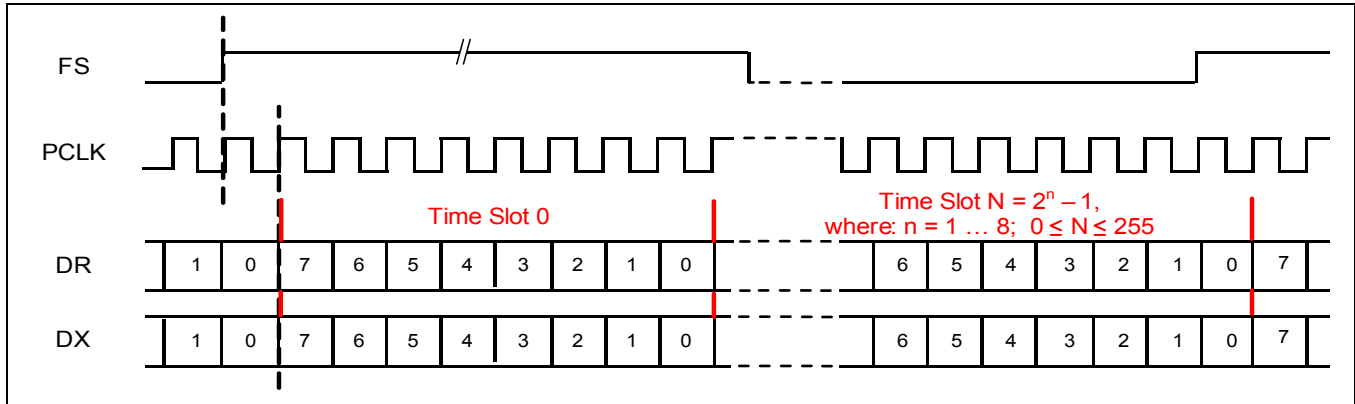 FS
PCLK
Time Slot 0
Time Slot N = 2ⁿ – 1,
where: n = 1 … 8; 0 ≤ N ≤ 255
DR 1 0 7 6 5 4 3 2 1 0 6 5 4 3 2 1 0 7
DX 1 0 7 6 5 4 3 2 1 0 6 5 4 3 2 1 0 7